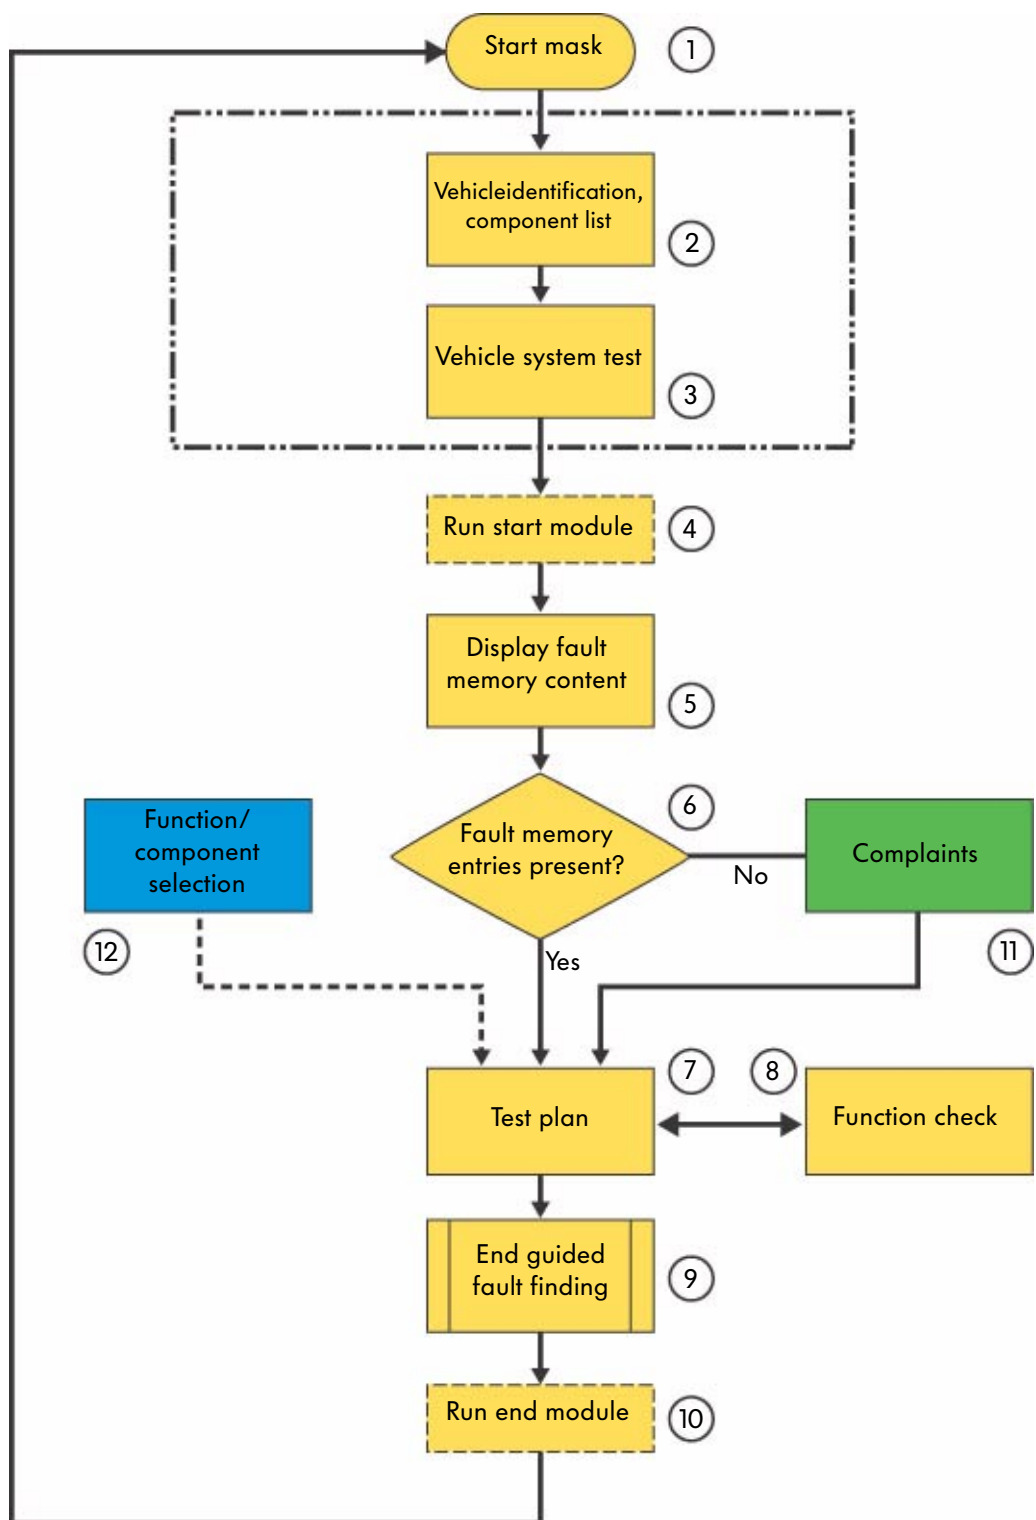 Start mask
1
Vehicleidentification,
component list
2
Vehicle system test
3
Run start module
4
Display fault
memory content
5
6
Fault memory
entries present?
No
Yes
Complaints
11
Function/
component
selection
12
7
8
Test plan
Function check
End guided
fault finding
9
Run end module
10